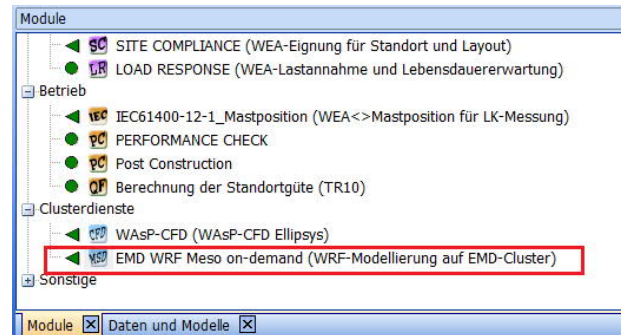 Module
SC SITE COMPLIANCE (WEA-Eignung für Standort und Layout)
LR LOAD RESPONSE (WEA-Lastannahme und Lebensdauererwartung)
Betrieb
IEC IEC61400-12-1_Mastposition (WEA<>Mastposition für LK-Messung)
PC PERFORMANCE CHECK
PC Post Construction
QF Berechnung der Standortgüte (TR10)
Clusterdienste
CFD WAsP-CFD (WAsP-CFD Ellipsys)
MSD EMD WRF Meso on-demand (WRF-Modellierung auf EMD-Cluster)
Sonstige
Module Daten und Modelle